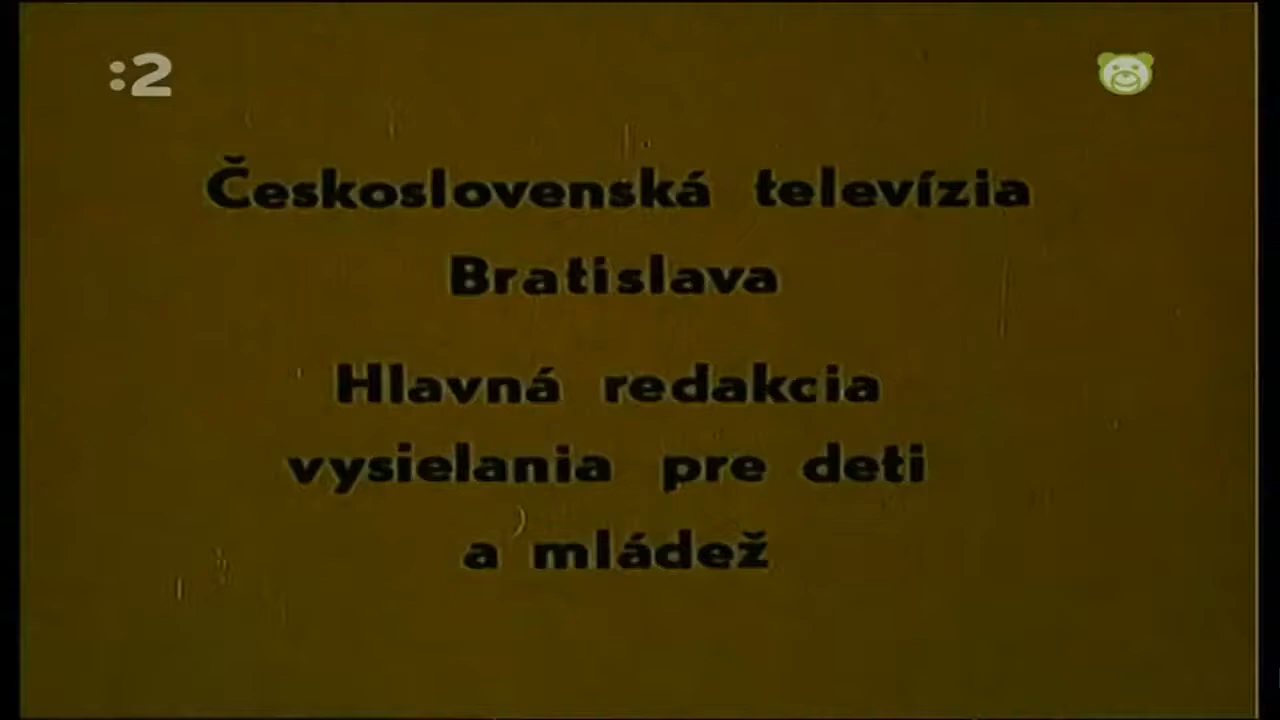 :2
Československá televízia
Bratislava
Hlavná redakcia
vysielania pre deti
a mládež